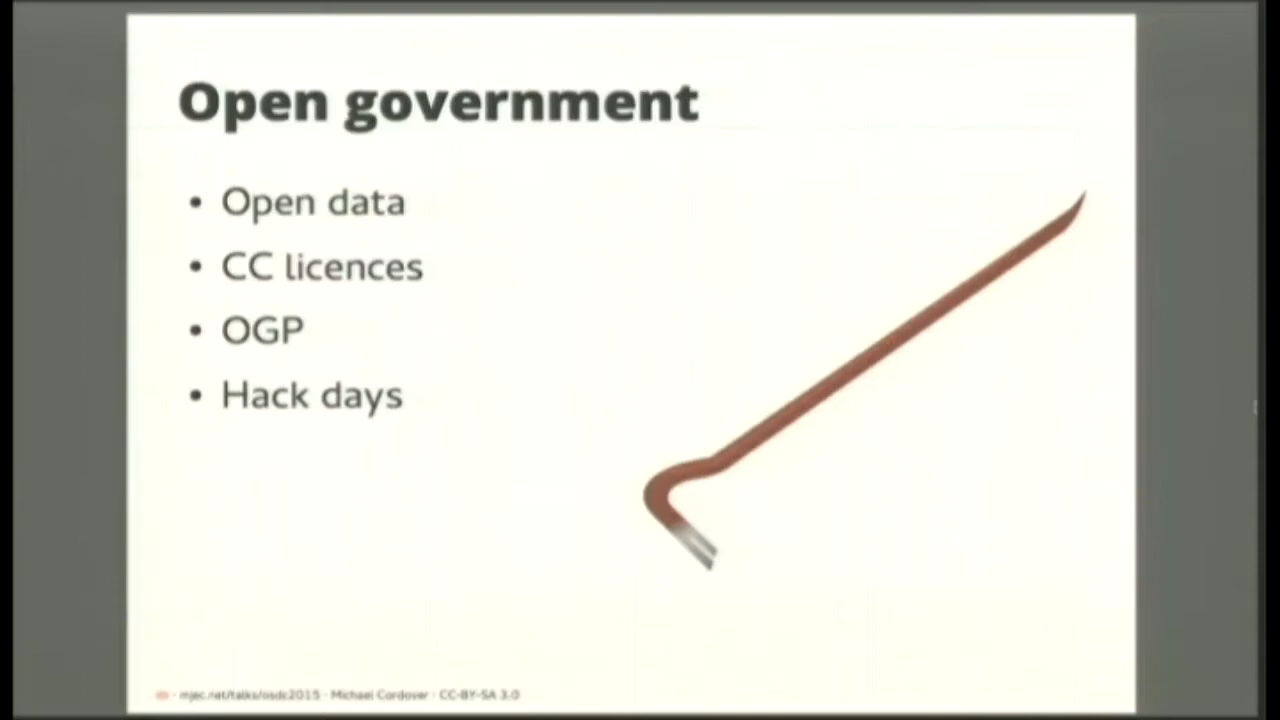 Open government
• Open data
• CC licences
• OGP
• Hack days
mjec.net/talks/osdc2015 · Michael Cordover · CC-BY-SA 3.0